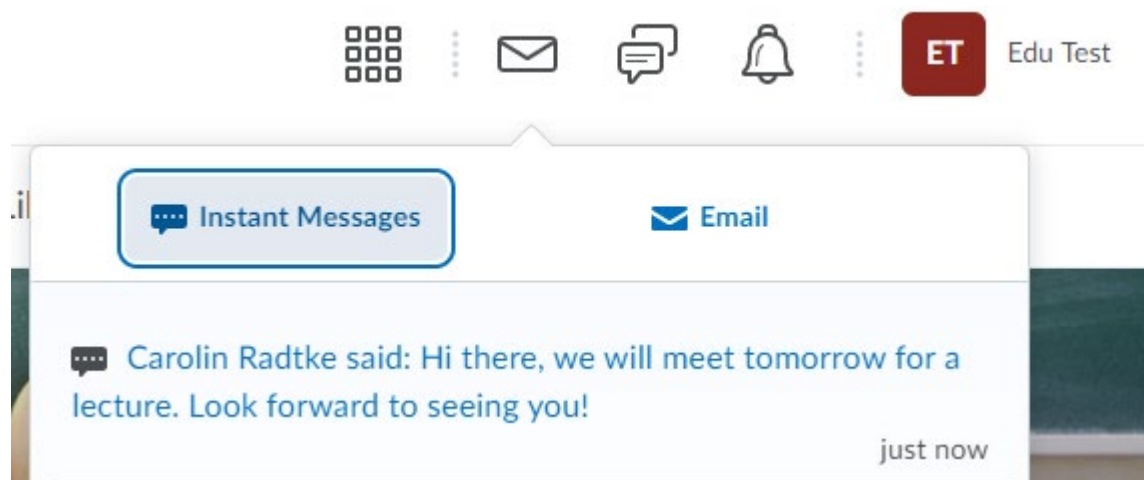 ET Edu Test
Instant Messages Email
Carolin Radtke said: Hi there, we will meet tomorrow for a
lecture. Look forward to seeing you!
just now